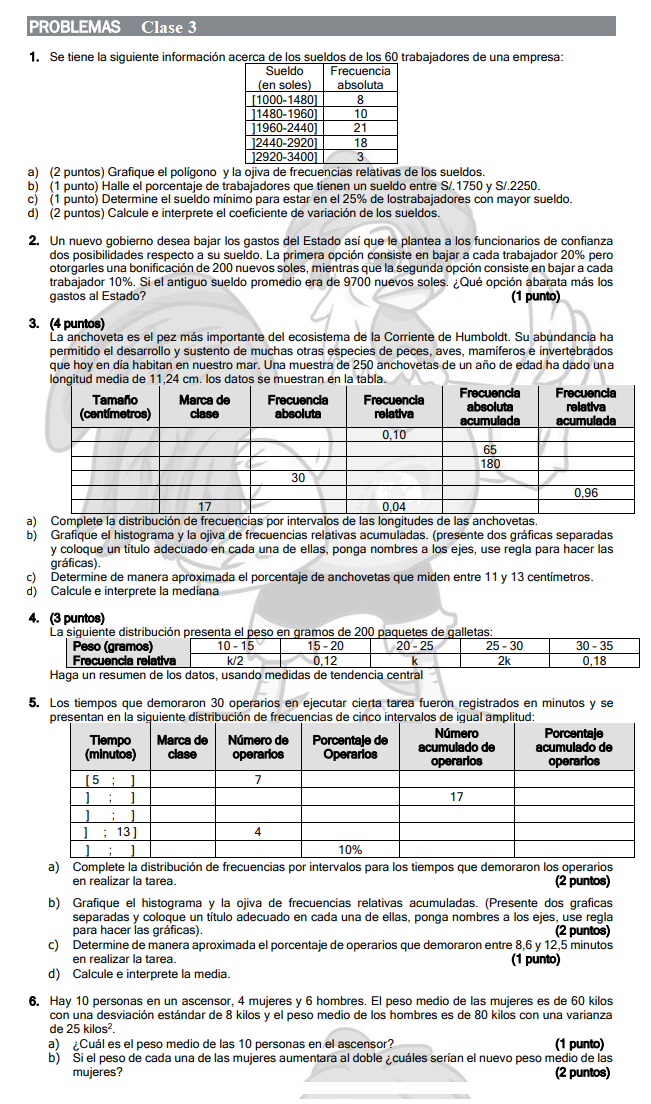 PROBLEMAS Clase 3
1. Se tiene la siguiente información acerca de los sueldos de los 60 trabajadores de una empresa:
Sueldo (en soles) Frecuencia absoluta
[1000-1480] 8
]1480-1960] 10
]1960-2440] 21
]2440-2920] 18
]2920-3400] 3
a) (2 puntos) Grafique el polígono y la ojiva de frecuencias relativas de los sueldos.
b) (1 punto) Halle el porcentaje de trabajadores que tienen un sueldo entre S/.1750 y S/.2250.
c) (1 punto) Determine el sueldo mínimo para estar en el 25% de lostrabajadores con mayor sueldo.
d) (2 puntos) Calcule e interprete el coeficiente de variación de los sueldos.
2. Un nuevo gobierno desea bajar los gastos del Estado así que le plantea a los funcionarios de confianza
dos posibilidades respecto a su sueldo. La primera opción consiste en bajar a cada trabajador 20% pero
otorgarles una bonificación de 200 nuevos soles, mientras que la segunda opción consiste en bajar a cada
trabajador 10%. Si el antiguo sueldo promedio era de 9700 nuevos soles. ¿Qué opción abarata más los
gastos al Estado? (1 punto)
3. (4 puntos)
La anchoveta es el pez más importante del ecosistema de la Corriente de Humboldt. Su abundancia ha
permitido el desarrollo y sustento de muchas otras especies de peces, aves, mamíferos e invertebrados
que hoy en día habitan en nuestro mar. Una muestra de 250 anchovetas de un año de edad ha dado una
longitud media de 11,24 cm. los datos se muestran en la tabla.
Tamaño (centímetros) Marca de clase Frecuencia absoluta Frecuencia relativa Frecuencia absoluta acumulada Frecuencia relativa acumulada
0,10
65
180
30
0,96
17 0,04
a) Complete la distribución de frecuencias por intervalos de las longitudes de las anchovetas.
b) Grafique el histograma y la ojiva de frecuencias relativas acumuladas. (presente dos gráficas separadas
y coloque un título adecuado en cada una de ellas, ponga nombres a los ejes, use regla para hacer las
gráficas).
c) Determine de manera aproximada el porcentaje de anchovetas que miden entre 11 y 13 centímetros.
d) Calcule e interprete la mediana
4. (3 puntos)
La siguiente distribución presenta el peso en gramos de 200 paquetes de galletas:
Peso (gramos) 10 - 15 15 - 20 20 - 25 25 - 30 30 - 35
Frecuencia relativa k/2 0,12 k 2k 0,18
Haga un resumen de los datos, usando medidas de tendencia central
5. Los tiempos que demoraron 30 operarios en ejecutar cierta tarea fueron registrados en minutos y se
presentan en la siguiente distribución de frecuencias de cinco intervalos de igual amplitud:
Tiempo (minutos) Marca de clase Número de operarios Porcentaje de Operarios Número acumulado de operarios Porcentaje acumulado de operarios
[ 5 ; ] 7
] ; ] 17
] ; ]
] ; 13 ] 4
] ; ] 10%
a) Complete la distribución de frecuencias por intervalos para los tiempos que demoraron los operarios
en realizar la tarea. (2 puntos)
b) Grafique el histograma y la ojiva de frecuencias relativas acumuladas. (Presente dos graficas
separadas y coloque un título adecuado en cada una de ellas, ponga nombres a los ejes, use regla
para hacer las gráficas). (2 puntos)
c) Determine de manera aproximada el porcentaje de operarios que demoraron entre 8,6 y 12,5 minutos
en realizar la tarea. (1 punto)
d) Calcule e interprete la media.
6. Hay 10 personas en un ascensor, 4 mujeres y 6 hombres. El peso medio de las mujeres es de 60 kilos
con una desviación estándar de 8 kilos y el peso medio de los hombres es de 80 kilos con una varianza
de 25 kilos².
a) ¿Cuál es el peso medio de las 10 personas en el ascensor? (1 punto)
b) Si el peso de cada una de las mujeres aumentara al doble ¿cuáles serían el nuevo peso medio de las
mujeres? (2 puntos)